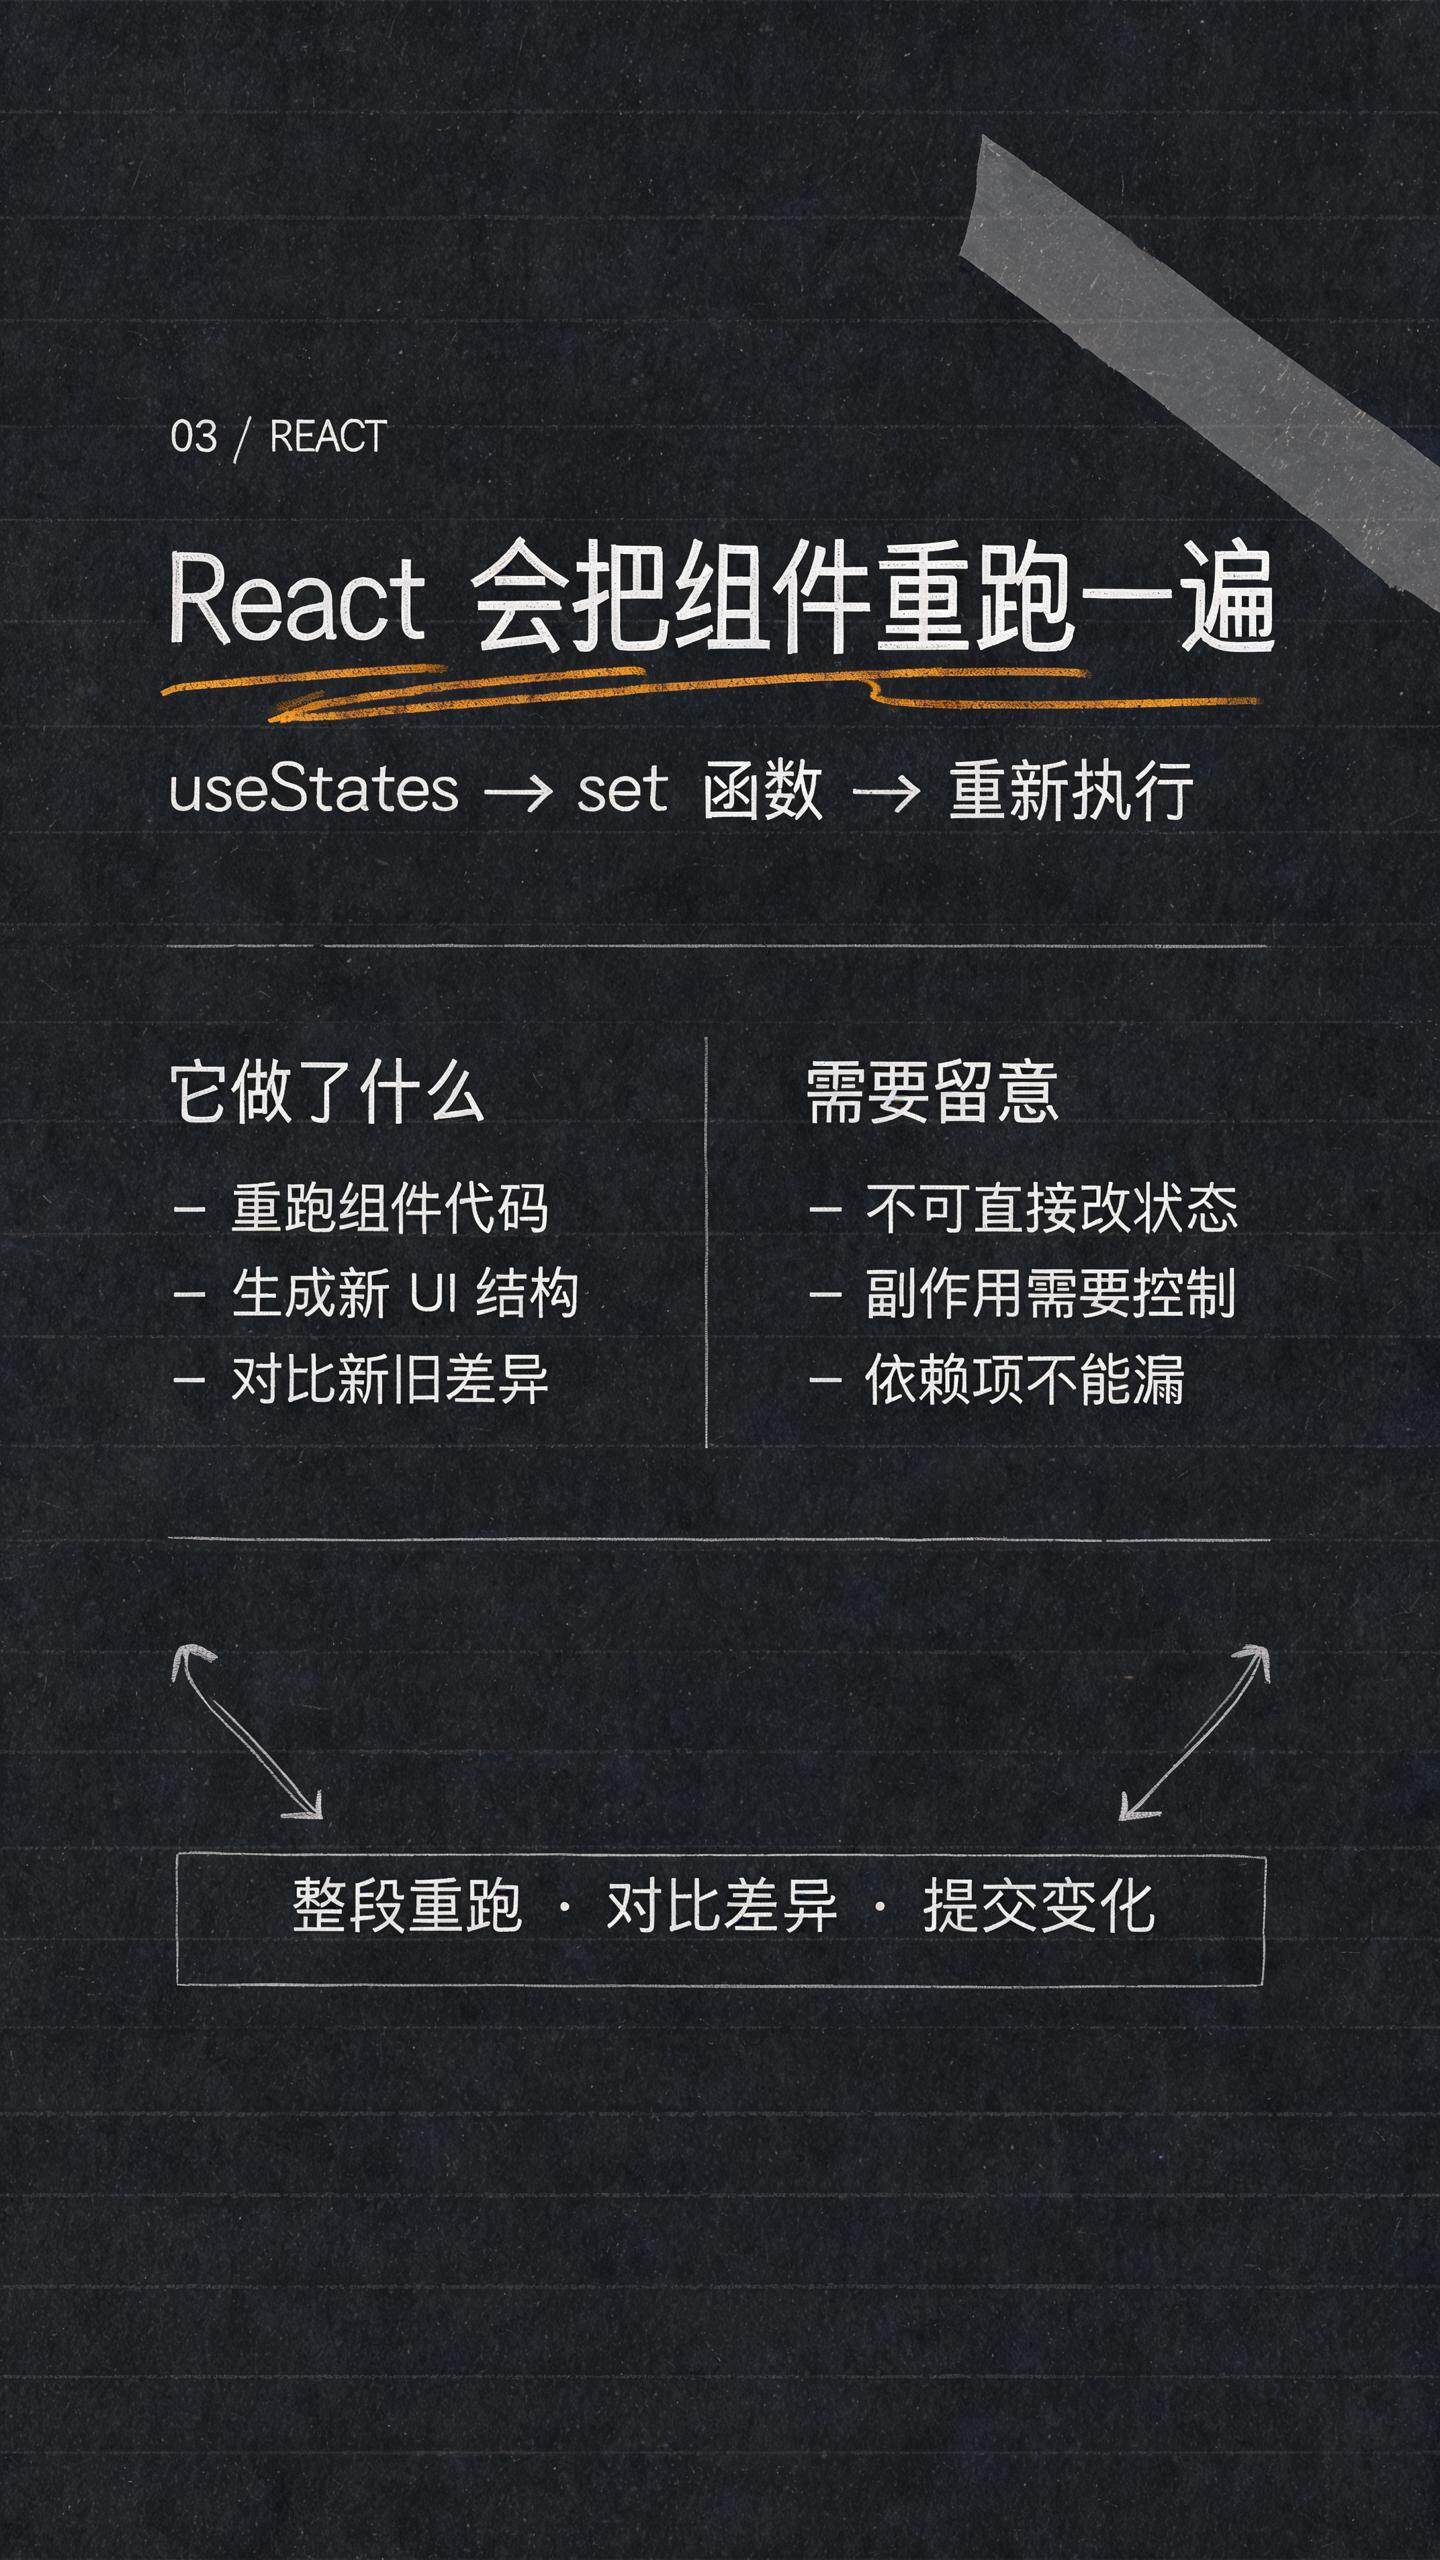 03 / REACT
React 会把组件重跑一遍
useStates → set 函数 → 重新执行
它做了什么
– 重跑组件代码
– 生成新 UI 结构
– 对比新旧差异
需要留意
– 不可直接改状态
– 副作用需要控制
– 依赖项不能漏
整段重跑 · 对比差异 · 提交变化